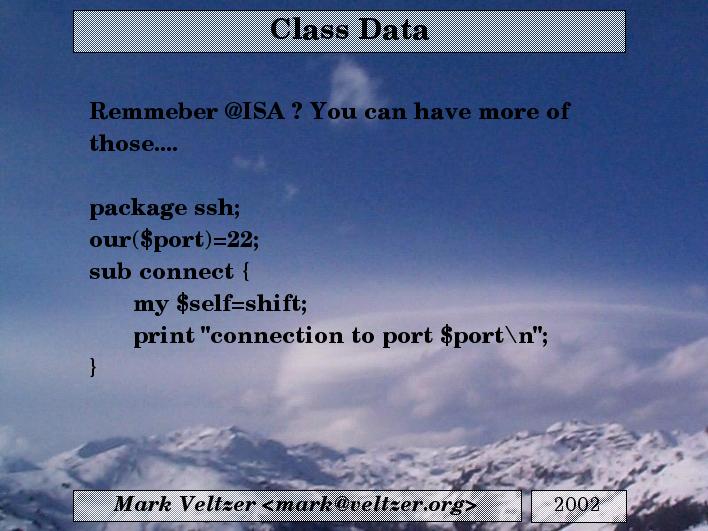 Class Data
Remmeber @ISA ? You can have more of
those....
package ssh;
our($port)=22;
sub connect {
my $self=shift;
print "connection to port $port\n";
}
Mark Veltzer <mark@veltzer.org>
2002